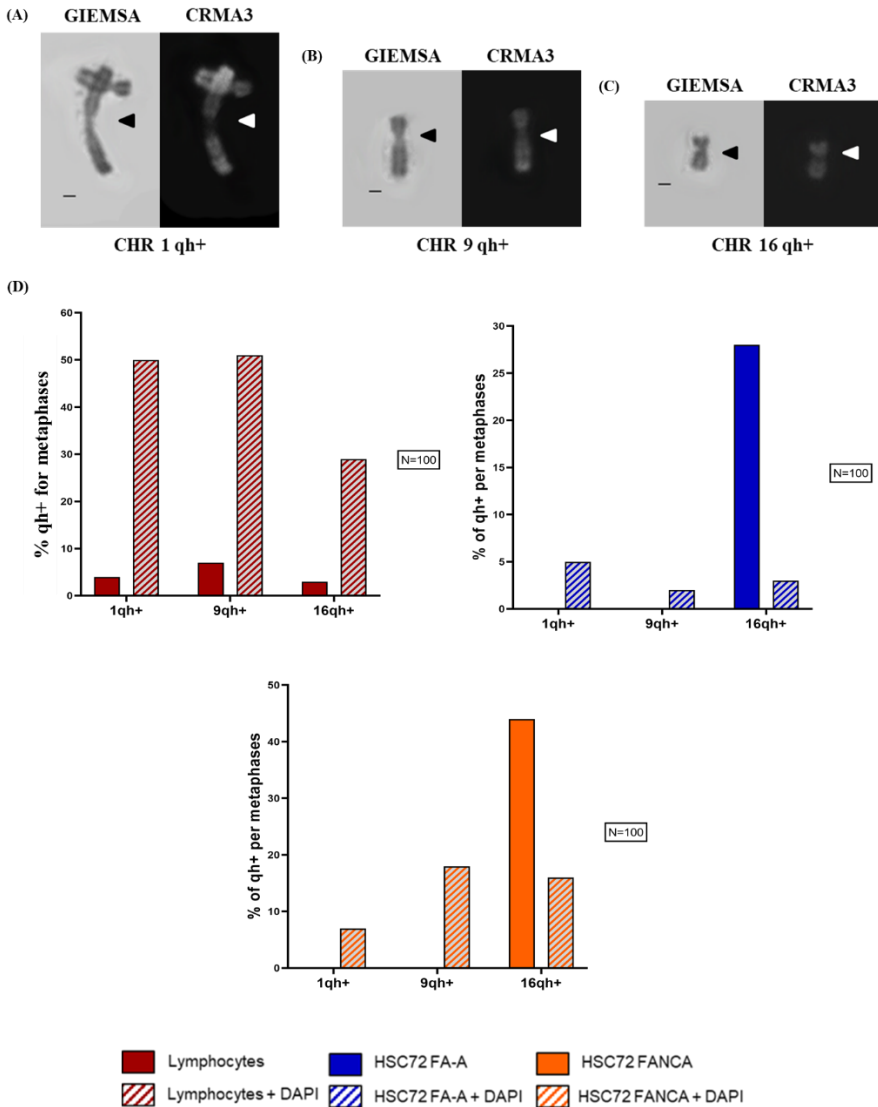 (A)
GIEMSA CRMA3
CHR 1 qh+
(B)
GIEMSA CRMA3
CHR 9 qh+
(C)
GIEMSA CRMA3
CHR 16 qh+
(D)
% qh+ for metaphases
60
50
40
30
20
10
0
1qh+ 9qh+ 16qh+
N=100
% of qh+ per metaphases
30
25
20
15
10
5
0
1qh+ 9qh+ 16qh+
N=100
% of qh+ per metaphases
50
40
30
20
10
0
1qh+ 9qh+ 16qh+
N=100
Lymphocytes HSC72 FA-A HSC72 FANCA
Lymphocytes + DAPI HSC72 FA-A + DAPI HSC72 FANCA + DAPI